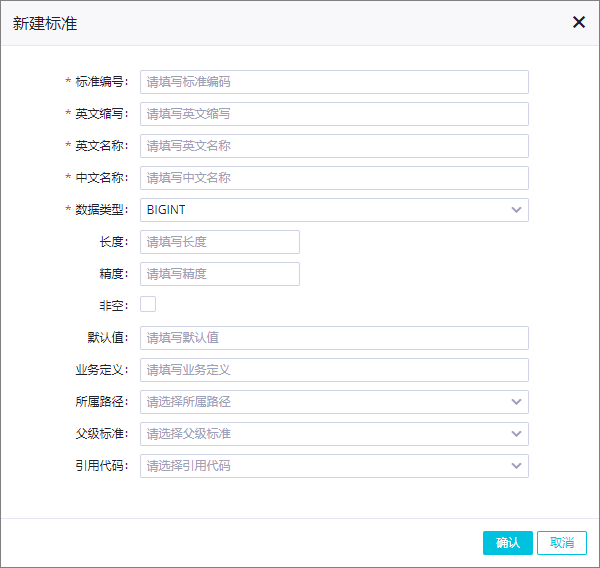 新建标准
* 标准编号: 请填写标准编码
* 英文缩写: 请填写英文缩写
* 英文名称: 请填写英文名称
* 中文名称: 请填写中文名称
* 数据类型: BIGINT
长度: 请填写长度
精度: 请填写精度
非空:
默认值: 请填写默认值
业务定义: 请填写业务定义
所属路径: 请选择所属路径
父级标准: 请选择父级标准
引用代码: 请选择引用代码
确认 取消